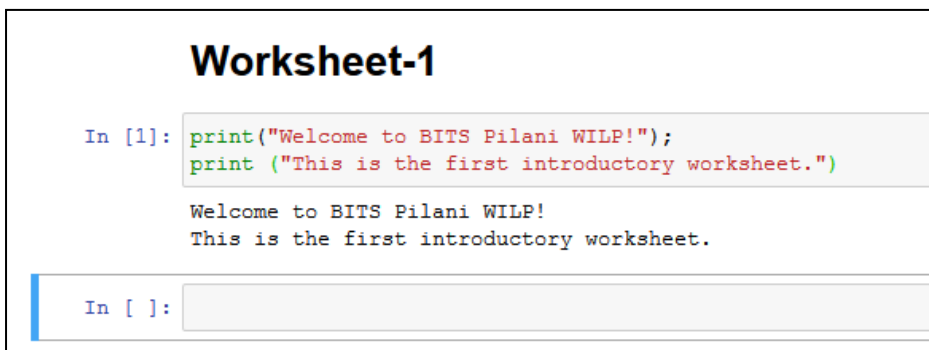 Worksheet-1
In [1]: print("Welcome to BITS Pilani WILP!");
print ("This is the first introductory worksheet.")
Welcome to BITS Pilani WILP!
This is the first introductory worksheet.
In [ ]: